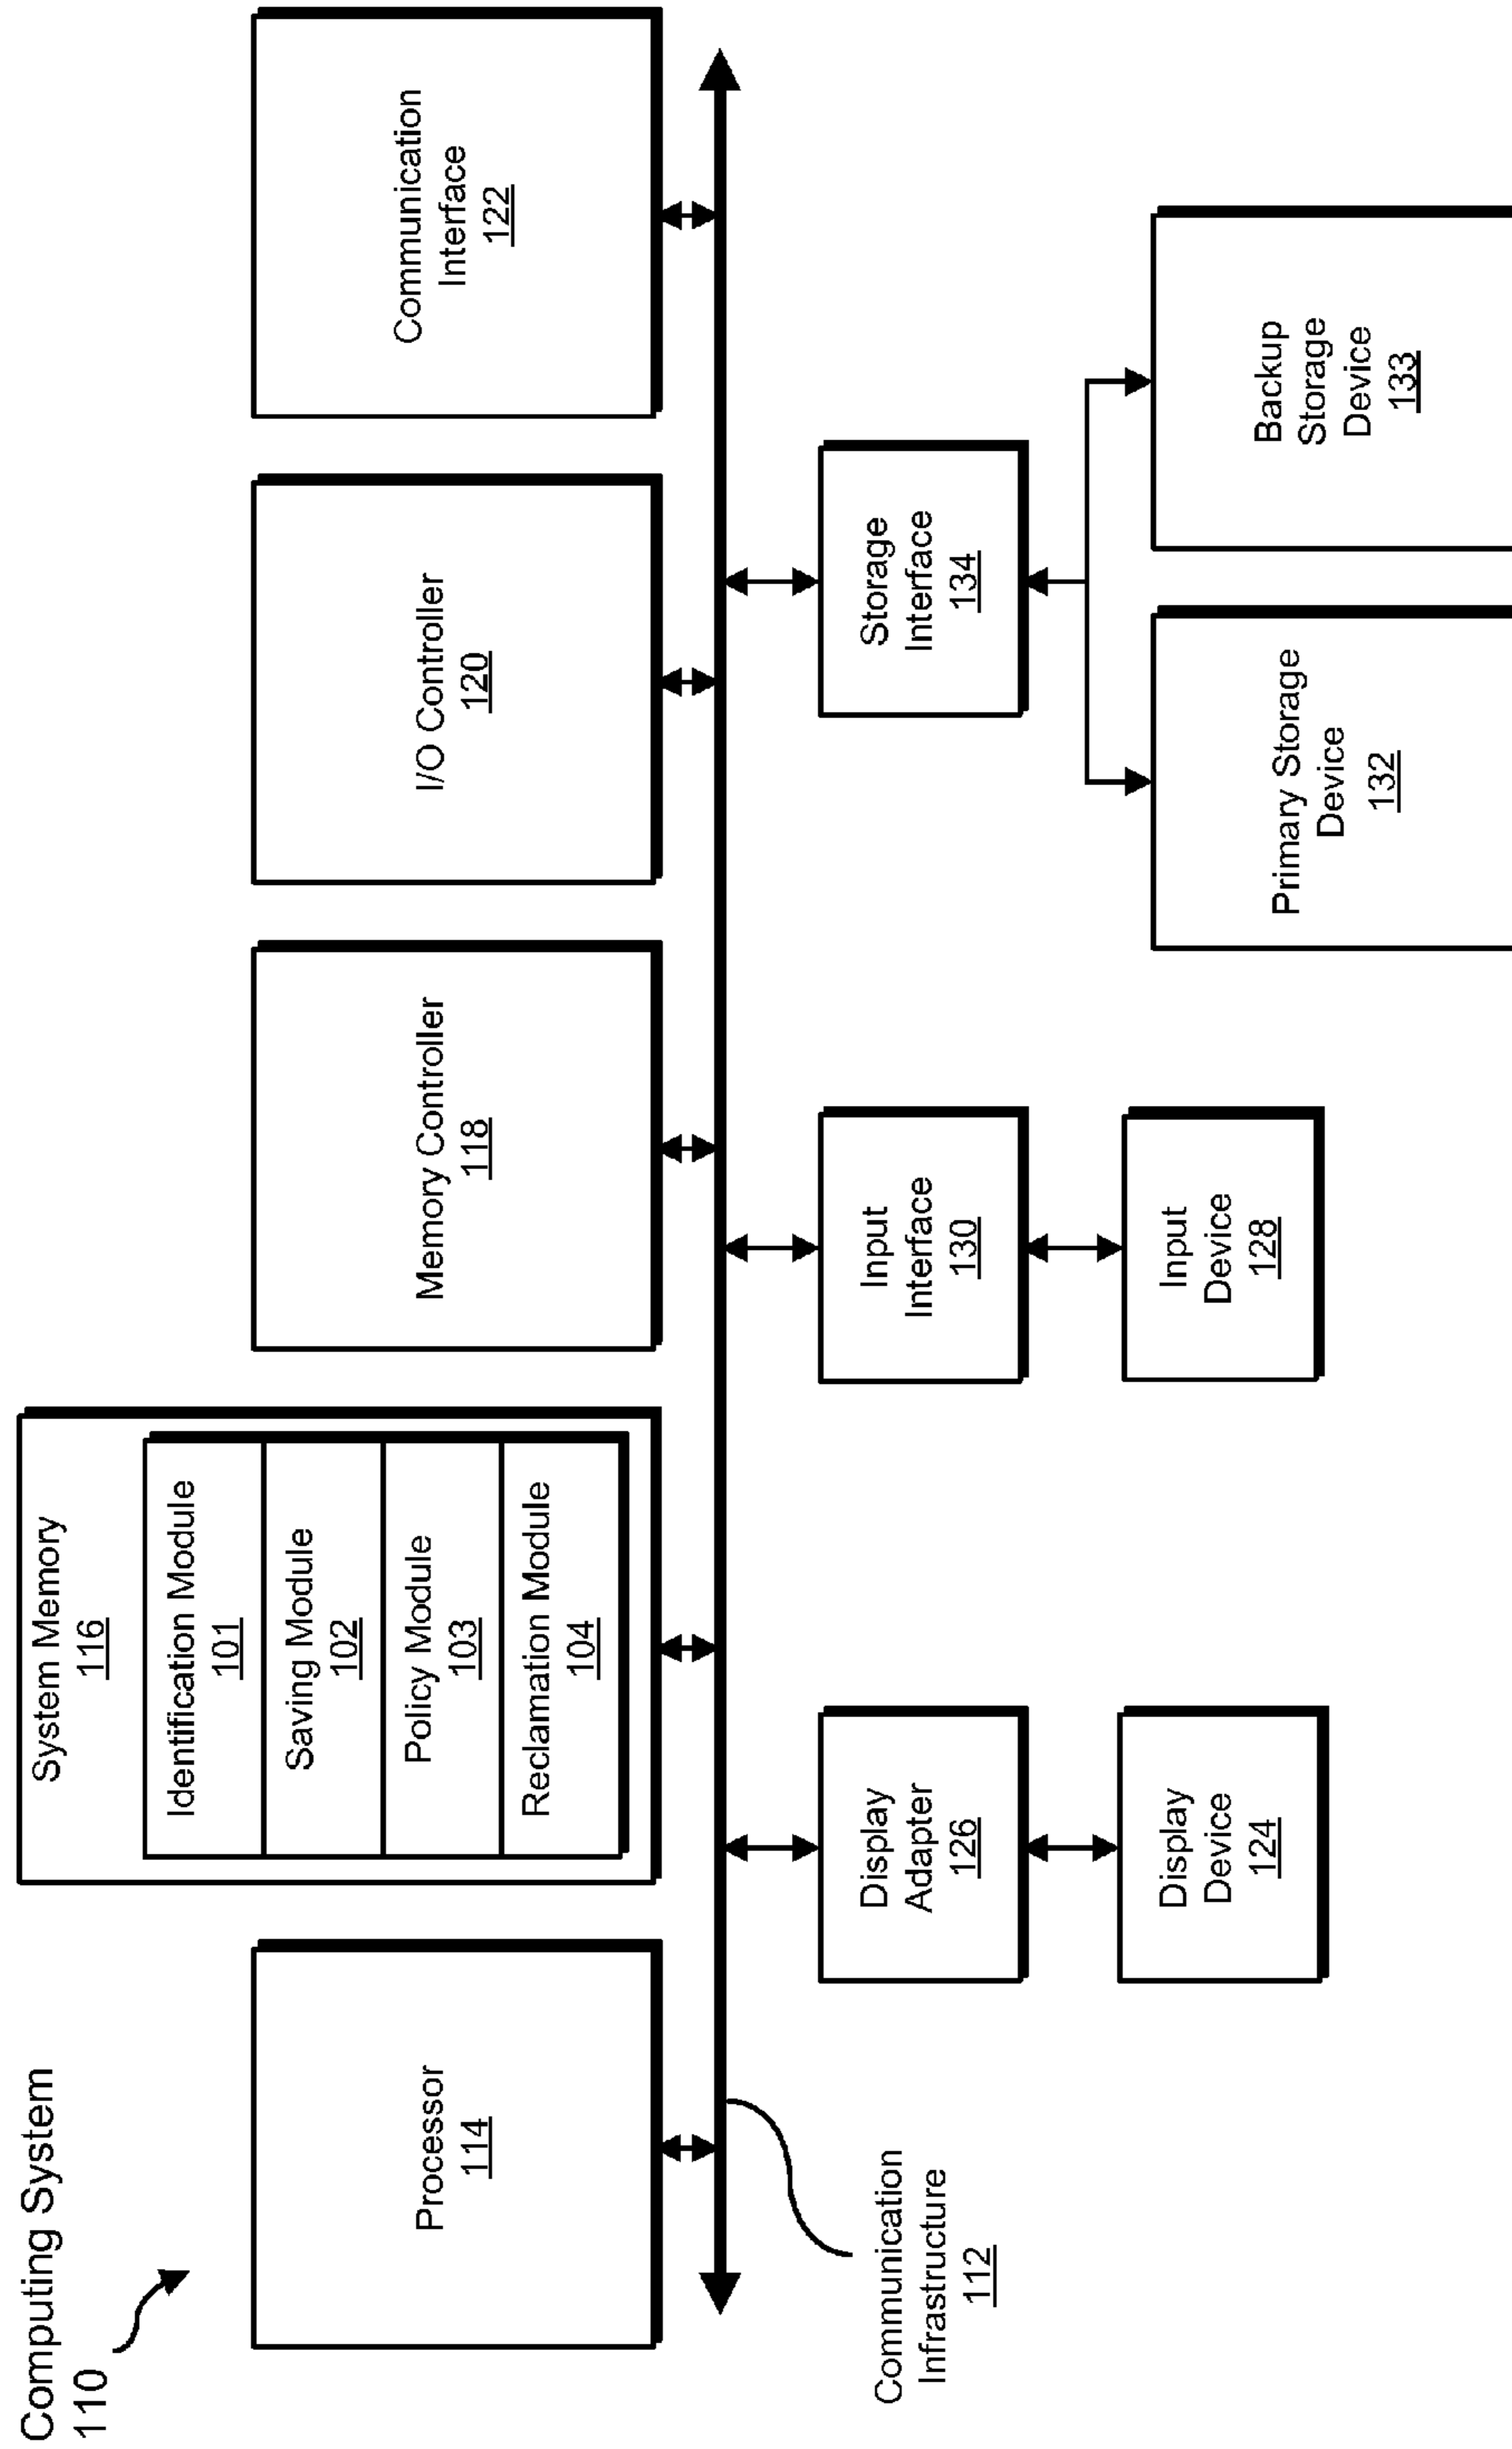 Computing System
110
Processor
114
System Memory
116
Identification Module
101
Saving Module
102
Policy Module
103
Reclamation Module
104
Memory Controller
118
I/O Controller
120
Communication
Interface
122
Communication
Infrastructure
112
Display
Adapter
126
Input
Interface
130
Storage
Interface
134
Display
Device
124
Input
Device
128
Primary Storage
Device
132
Backup
Storage
Device
133